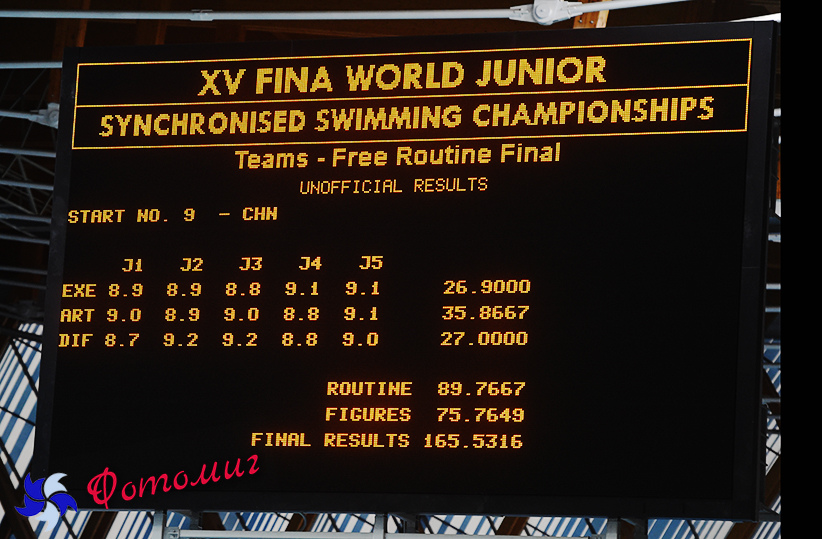 XV FINA WORLD JUNIOR
SYNCHRONISED SWIMMING CHAMPIONSHIPS
Teams - Free Routine Final
UNOFFICIAL RESULTS
START NO. 9 - CHN
J1 J2 J3 J4 J5
EXE 8.9 8.9 8.8 9.1 9.1 26.9000
ART 9.0 8.9 9.0 8.8 9.1 35.8667
DIF 8.7 9.2 9.2 8.8 9.0 27.0000
ROUTINE 89.7667
FIGURES 75.7649
FINAL RESULTS 165.5316
Фотомиг